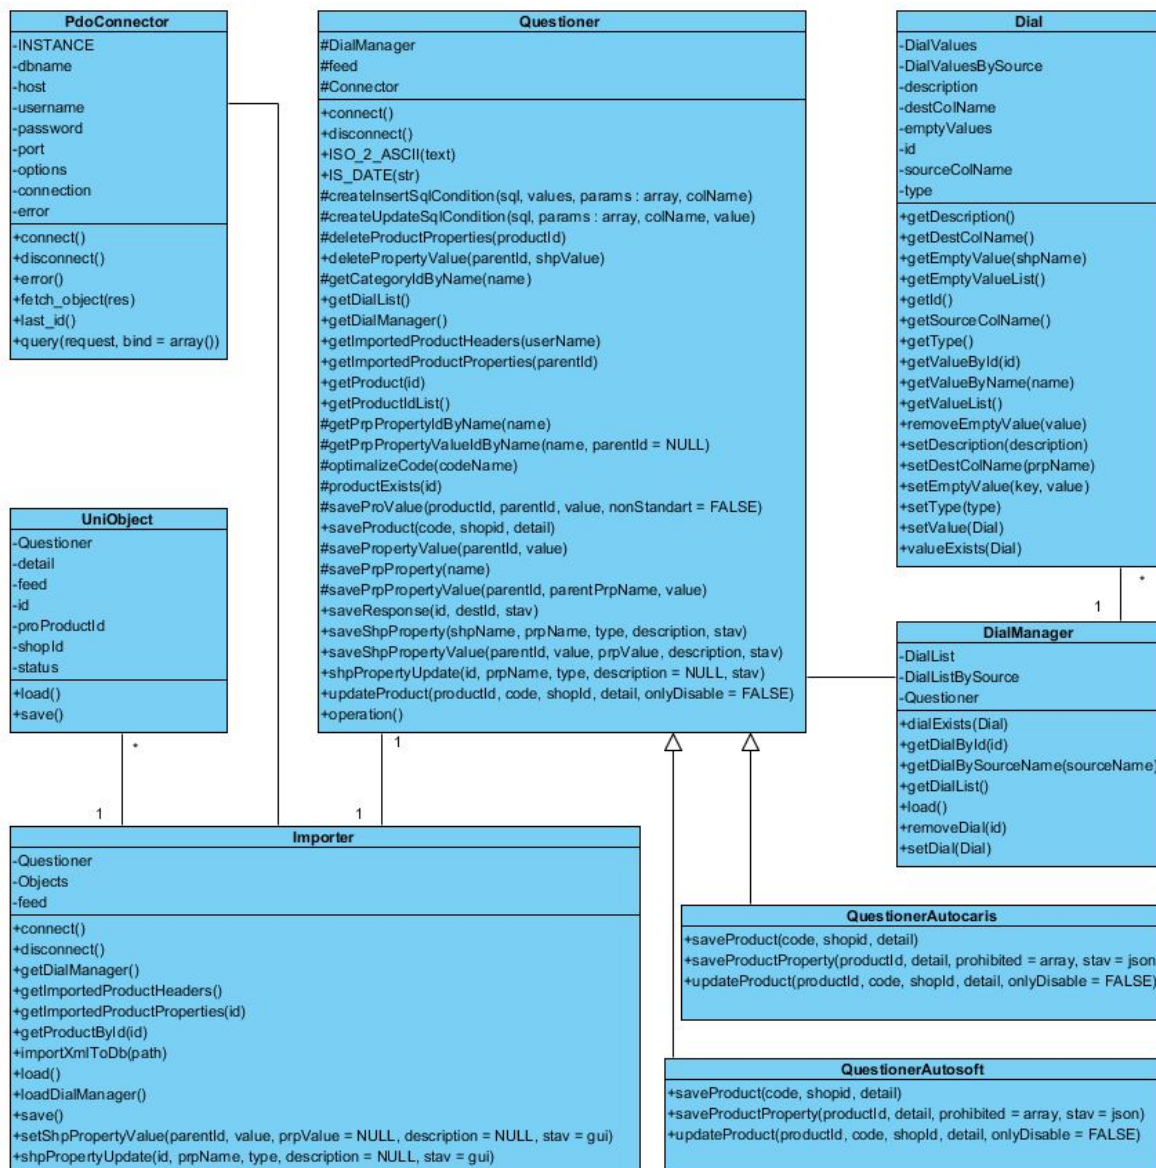 PdoConnector
-INSTANCE
-dbname
-host
-username
-password
-port
-options
-connection
-error
+connect()
+disconnect()
+error()
+fetch_object(res)
+last_id()
+query(request, bind = array())
Questioner
#DialManager
#feed
#Connector
+connect()
+disconnect()
+ISO_2_ASCII(text)
+IS_DATE(str)
#createInsertSqlCondition(sql, values, params : array, colName)
#createUpdateSqlCondition(sql, params : array, colName, value)
#deleteProductProperties(productId)
+deletePropertyValue(parentId, shpValue)
#getCategoryIdByName(name)
+getDialList()
+getDialManager()
+getImportedProductHeaders(userName)
+getImportedProductProperties(parentId)
+getProduct(id)
+getProductIdList()
#getPrpPropertyIdByName(name)
#getPrpPropertyValueIdByName(name, parentId = NULL)
#optimalizeCode(codeName)
#productExists(id)
#saveProValue(productId, parentId, value, nonStandart = FALSE)
+saveProduct(code, shopid, detail)
#savePropertyValue(parentId, value)
#savePrpProperty(name)
#savePrpPropertyValue(parentId, parentPrpName, value)
+saveResponse(id, destId, stav)
+saveShpProperty(shpName, prpName, type, description, stav)
+saveShpPropertyValue(parentId, value, prpValue, description, stav)
+shpPropertyUpdate(id, prpName, type, description = NULL, stav)
+updateProduct(productId, code, shopId, detail, onlyDisable = FALSE)
+operation()
Dial
-DialValues
-DialValuesBySource
-description
-destColName
-emptyValues
-id
-sourceColName
-type
+getDescription()
+getDestColName()
+getEmptyValue(shpName)
+getEmptyValueList()
+getId()
+getSourceColName()
+getType()
+getValueById(id)
+getValueByName(name)
+getValueList()
+removeEmptyValue(value)
+setDescription(description)
+setDestColName(prpName)
+setEmptyValue(key, value)
+setType(type)
+setValue(Dial)
+valueExists(Dial)
*
1
UniObject
-Questioner
-detail
-feed
-id
-proProductId
-shopId
-status
+load()
+save()
*
1
1
1
DialManager
-DialList
-DialListBySource
-Questioner
+dialExists(Dial)
+getDialById(id)
+getDialBySourceName(sourceName)
+getDialList()
+load()
+removeDial(id)
+setDial(Dial)
Importer
-Questioner
-Objects
-feed
+connect()
+disconnect()
+getDialManager()
+getImportedProductHeaders()
+getImportedProductProperties(id)
+getProductById(id)
+importXmlToDb(path)
+load()
+loadDialManager()
+save()
+setShpPropertyValue(parentId, value, prpValue = NULL, description = NULL, stav = gui)
+shpPropertyUpdate(id, prpName, type, description = NULL, stav = gui)
QuestionerAutocaris
+saveProduct(code, shopid, detail)
+saveProductProperty(productId, detail, prohibited = array, stav = json
+updateProduct(productId, code, shopId, detail, onlyDisable = FALSE)
QuestionerAutosoft
+saveProduct(code, shopid, detail)
+saveProductProperty(productId, detail, prohibited = array, stav = json)
+updateProduct(productId, code, shopId, detail, onlyDisable = FALSE)